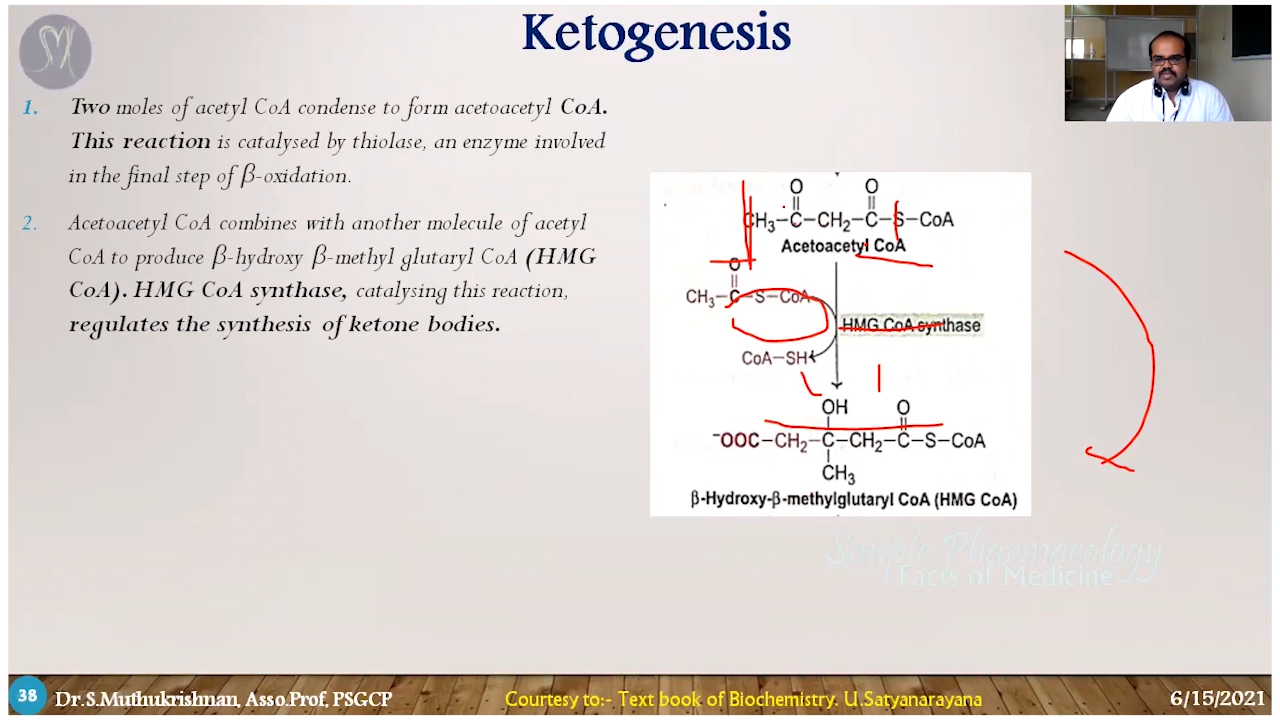 SM
Ketogenesis
1. Two moles of acetyl CoA condense to form acetoacetyl CoA.
This reaction is catalysed by thiolase, an enzyme involved
in the final step of β-oxidation.
2. Acetoacetyl CoA combines with another molecule of acetyl
CoA to produce β-hydroxy β-methyl glutaryl CoA (HMG
CoA). HMG CoA synthase, catalysing this reaction,
regulates the synthesis of ketone bodies.
O O
CH₃–C–CH₂–C–S–CoA
Acetoacetyl CoA
O
CH₃–C–S–CoA
HMG CoA synthase
CoA–SH
OH O
⁻OOC–CH₂–C–CH₂–C–S–CoA
CH₃
β-Hydroxy-β-methylglutaryl CoA (HMG CoA)
Simple Pharmacology
Facts of Medicine
38 Dr.S.Muthukrishnan, Asso.Prof, PSGCP Courtesy to:- Text book of Biochemistry. U.Satyanarayana 6/15/2021